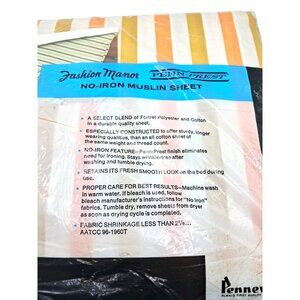 Fashion Manor PENN-PREST
NO-IRON MUSLIN SHEET
• A SELECT BLEND of Fortrel Polyester and Cotton
in a durable quality sheet.
• ESPECIALLY CONSTRUCTED to offer sturdy, longer
wearing qualities, than an all cotton sheet of
the same weight and thread count.
• NO-IRON FEATURE—Penn-Prest finish eliminates
need for ironing. Stays wrinkle-free after
washing and tumble drying.
• RETAINS ITS FRESH SMOOTH LOOK on the bed during
use.
• PROPER CARE FOR BEST RESULTS—Machine wash
in warm water. If bleach is used, follow
bleach manufacturer's instructions for "No Iron"
fabrics. Tumble dry, remove sheets from dryer
as soon as drying cycle is completed.
• FABRIC SHRINKAGE LESS THAN
AATCC 96-1960T
Penney
ALWAYS FIRST QUALITY